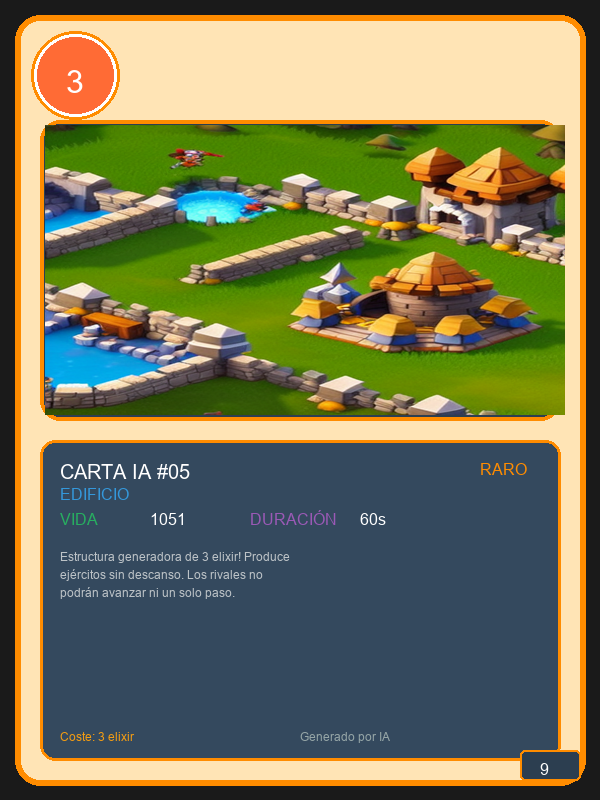 3
CARTA IA #05
RARO
EDIFICIO
VIDA 1051 DURACIÓN 60s
Estructura generadora de 3 elixir! Produce
ejércitos sin descanso. Los rivales no
podrán avanzar ni un solo paso.
Coste: 3 elixir
Generado por IA
9